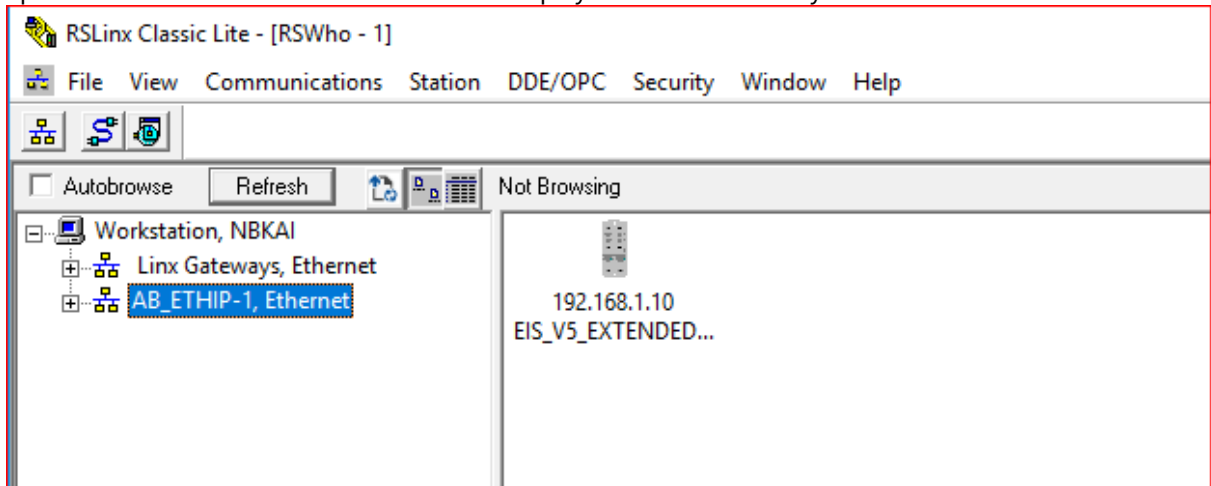 RSLinx Classic Lite - [RSWho - 1]
File View Communications Station DDE/OPC Security Window Help
Autobrowse Refresh Not Browsing
Workstation, NBKAI
Linx Gateways, Ethernet
AB_ETHIP-1, Ethernet
192.168.1.10
EIS_V5_EXTENDED...